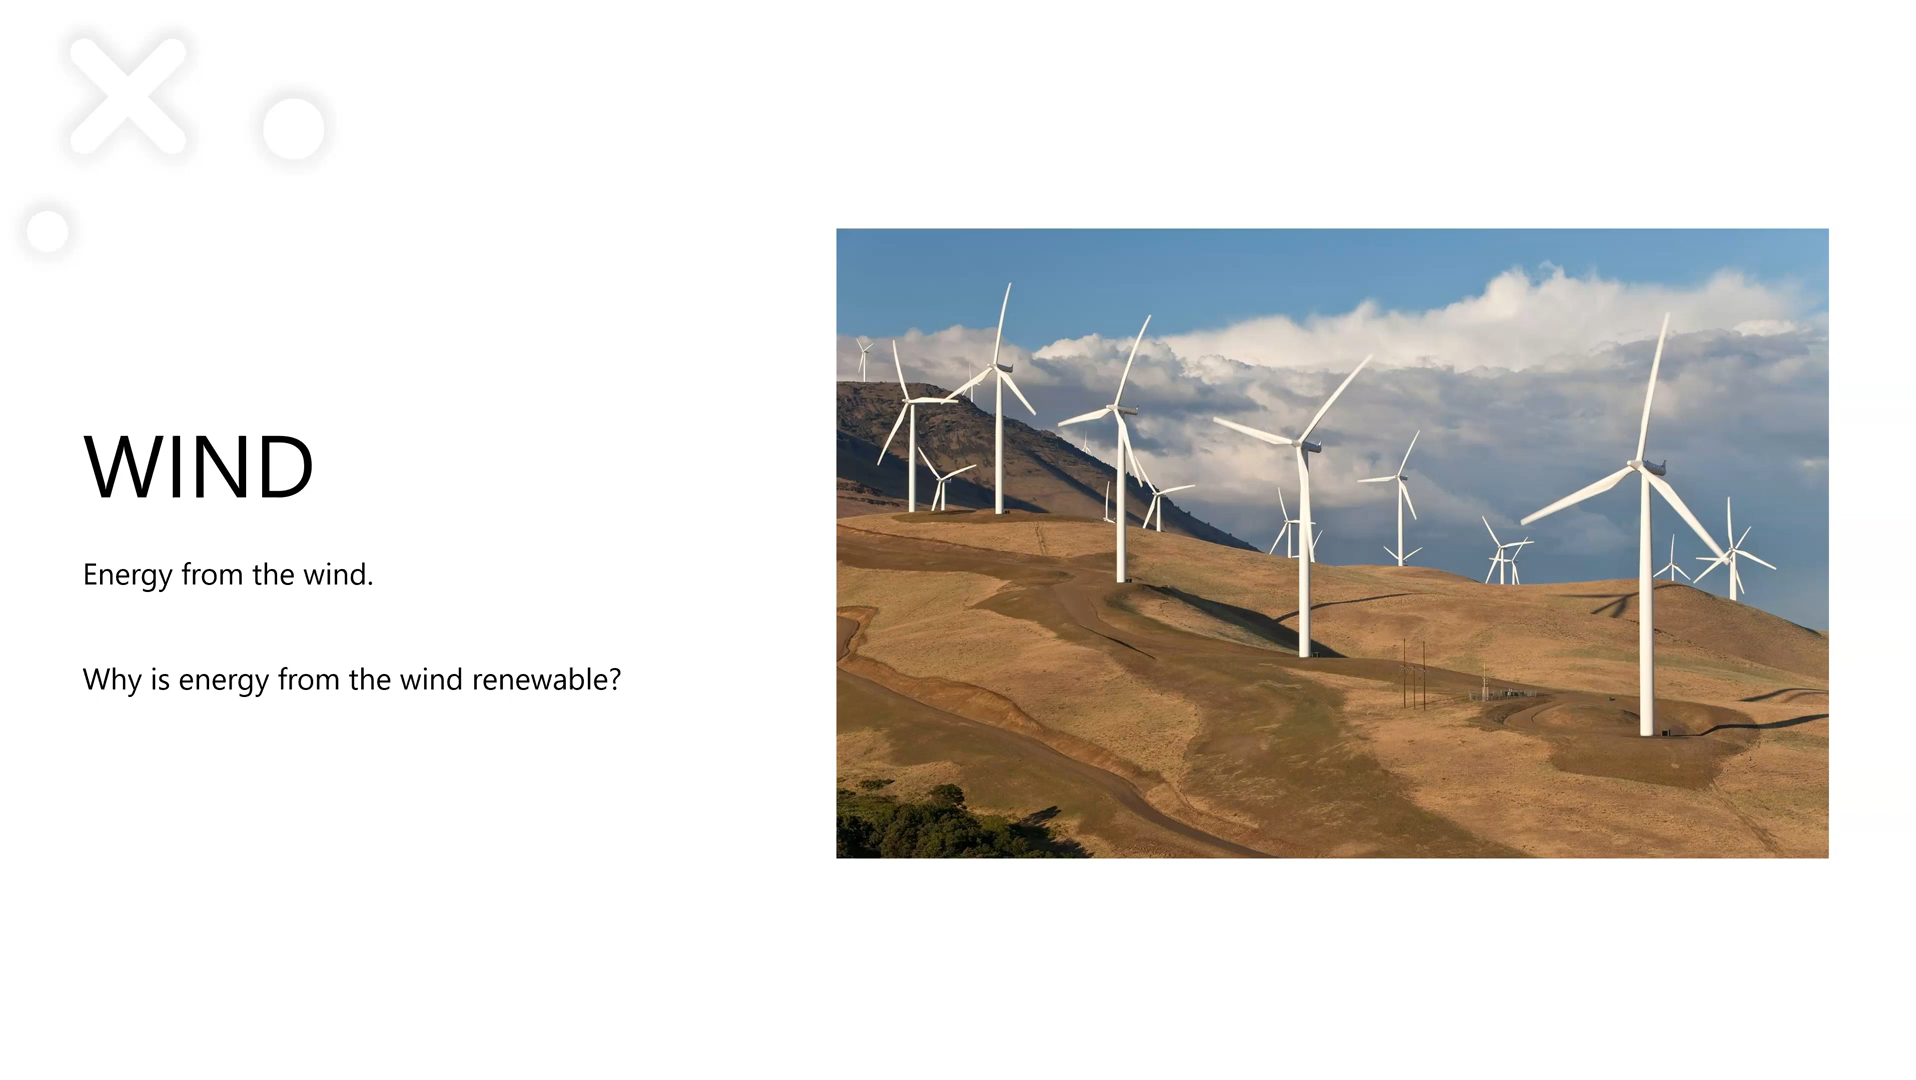 WIND
Energy from the wind.
Why is energy from the wind renewable?